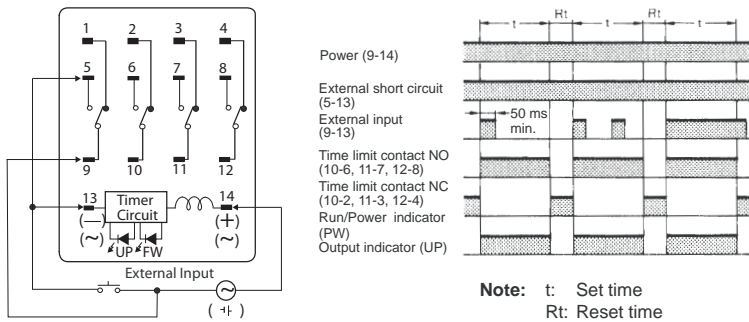 1 2 3 4
5 6 7 8
9 10 11 12
13 Timer Circuit 14
(—) (+)
(~) (~)
UP FW
External Input
Rt Rt
t t t
Power (9-14)
External short circuit
(5-13)
External input
(9-13)
50 ms
min.
Time limit contact NO
(10-6, 11-7, 12-8)
Time limit contact NC
(10-2, 11-3, 12-4)
Run/Power indicator
(PW)
Output indicator (UP)
Note: t: Set time
Rt: Reset time